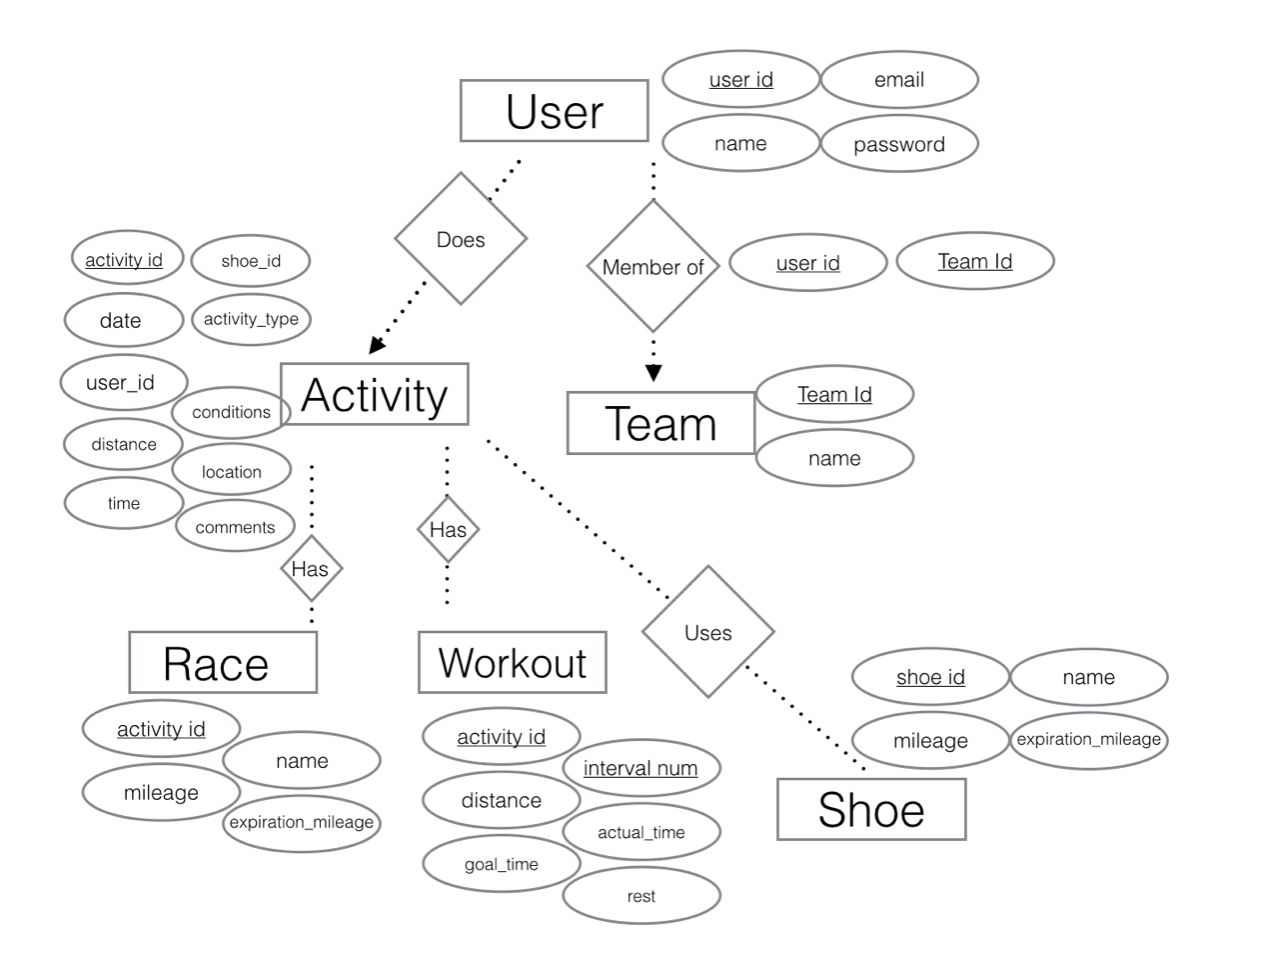 User
user id
email
name
password
Does
Member of
user id
Team Id
activity id
shoe_id
date
activity_type
user_id
conditions
distance
location
time
comments
Activity
Team
Team Id
name
Has
Has
Uses
Race
activity id
name
mileage
expiration_mileage
Workout
activity id
interval num
distance
actual_time
goal_time
rest
shoe id
name
mileage
expiration_mileage
Shoe